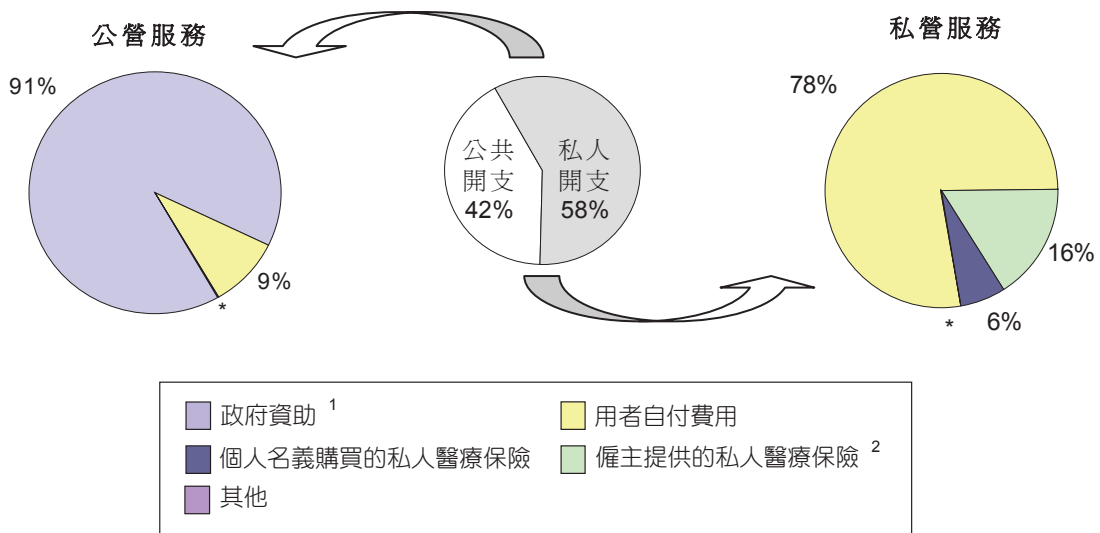 公營服務
私營服務
91%
78%
公共
開支
42%
私人
開支
58%
9%
*
16%
6%
*
政府資助 1
用者自付費用
個人名義購買的私人醫療保險
僱主提供的私人醫療保險 2
其他